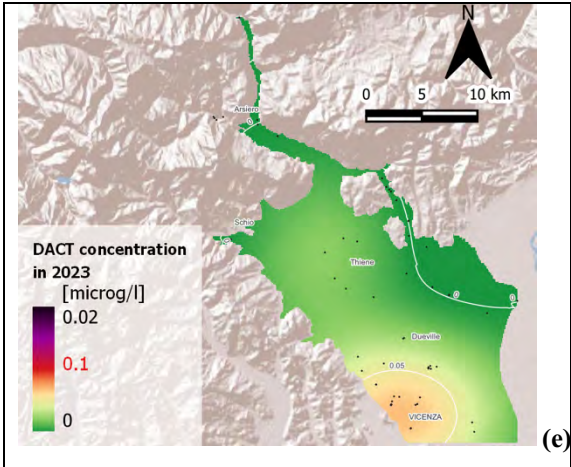 N
0 5 10 km
Arsiero
0
Schio
DACT concentration
in 2023
[microg/l]
0.02
0.1
0
Thiene
0
0
Dueville
0.05
VICENZA
(e)